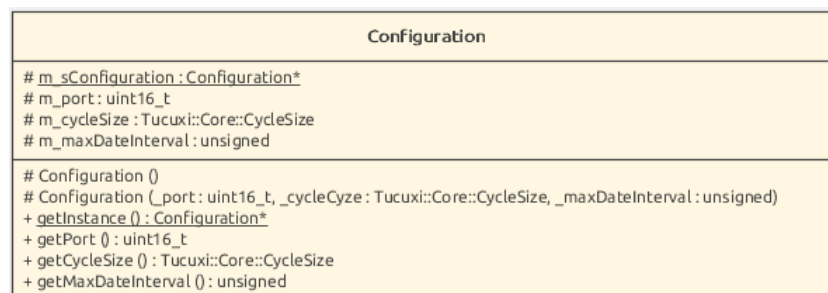 Configuration
# m_sConfiguration : Configuration*
# m_port : uint16_t
# m_cycleSize : Tucuxi::Core::CycleSize
# m_maxDateInterval : unsigned
# Configuration ()
# Configuration (_port : uint16_t, _cycleCyze : Tucuxi::Core::CycleSize, _maxDateInterval : unsigned)
+ getInstance () : Configuration*
+ getPort () : uint16_t
+ getCycleSize () : Tucuxi::Core::CycleSize
+ getMaxDateInterval () : unsigned